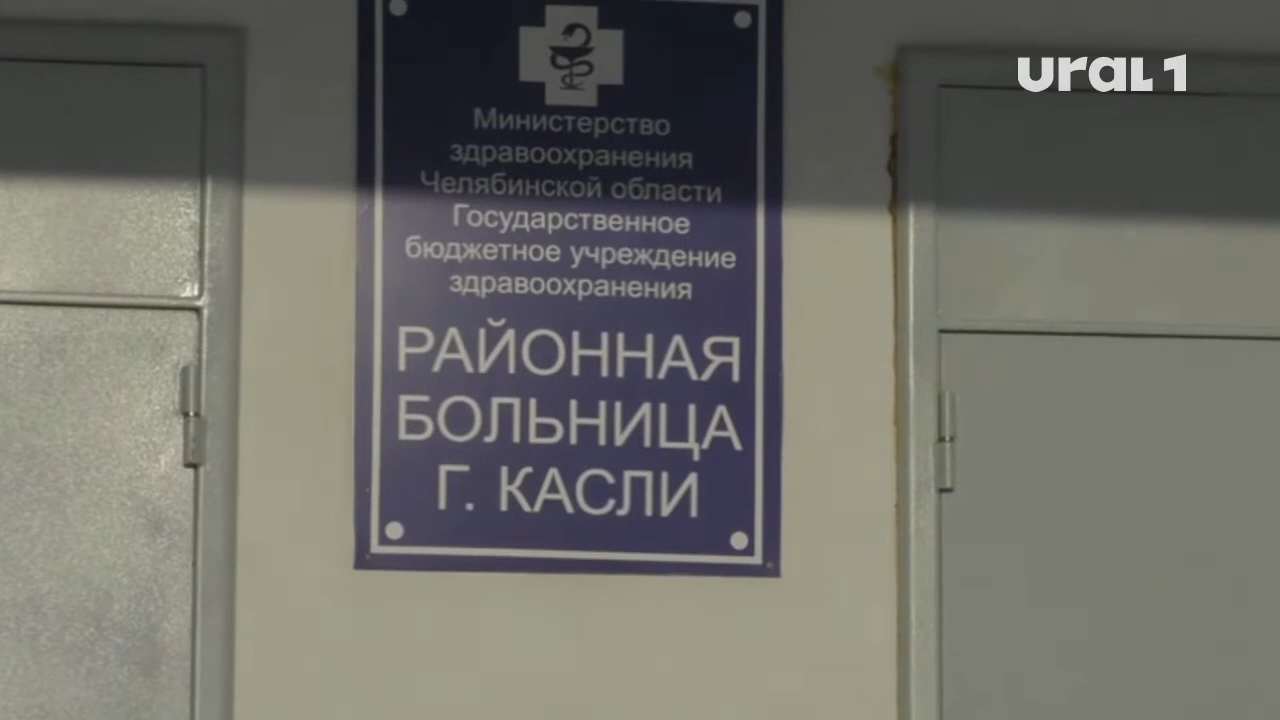 ural 1
Министерство
здравоохранения
Челябинской области
Государственное
бюджетное учреждение
здравоохранения
РАЙОННАЯ
БОЛЬНИЦА
Г. КАСЛИ